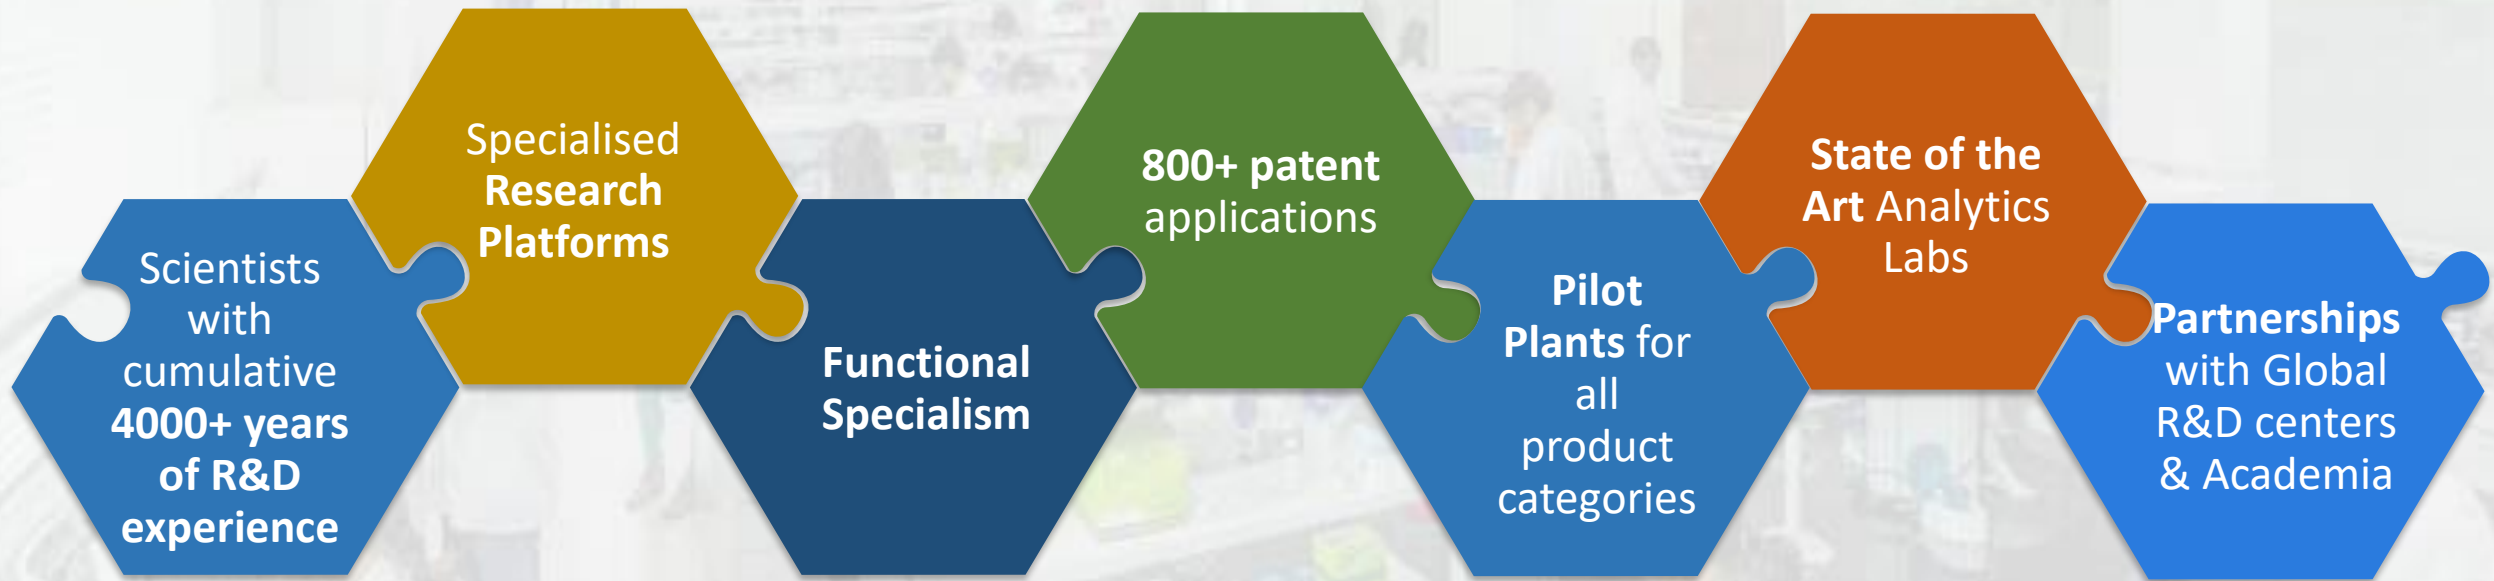 Scientists
with
cumulative
4000+ years
of R&D
experience
Specialised
Research
Platforms
Functional
Specialism
800+ patent
applications
Pilot
Plants for
all
product
categories
State of the
Art Analytics
Labs
Partnerships
with Global
R&D centers
& Academia